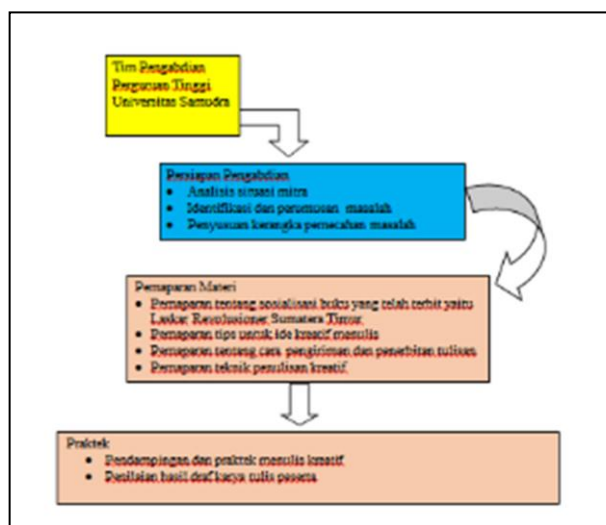 Tim Pengabdian
Perguruan Tinggi
Universitas Samudra
Persiapan Pengabdian
• Analisis situasi mitra
• Identifikasi dan perumusan masalah
• Penyusunan kerangka pemecahan masalah
Pemaparan Materi
• Pemaparan tentang sosialisasi buku yang telah terbit yaitu
Laskar Revolusioner Sumatera Timur
• Pemaparan tips untuk ide kreatif menulis
• Pemaparan tentang cara pengiriman dan penerbitan tulisan
• Pemaparan teknik penulisan kreatif
Praktek
• Pendampingan dan praktek menulis kreatif
• Penilaian hasil draf karya tulis peserta